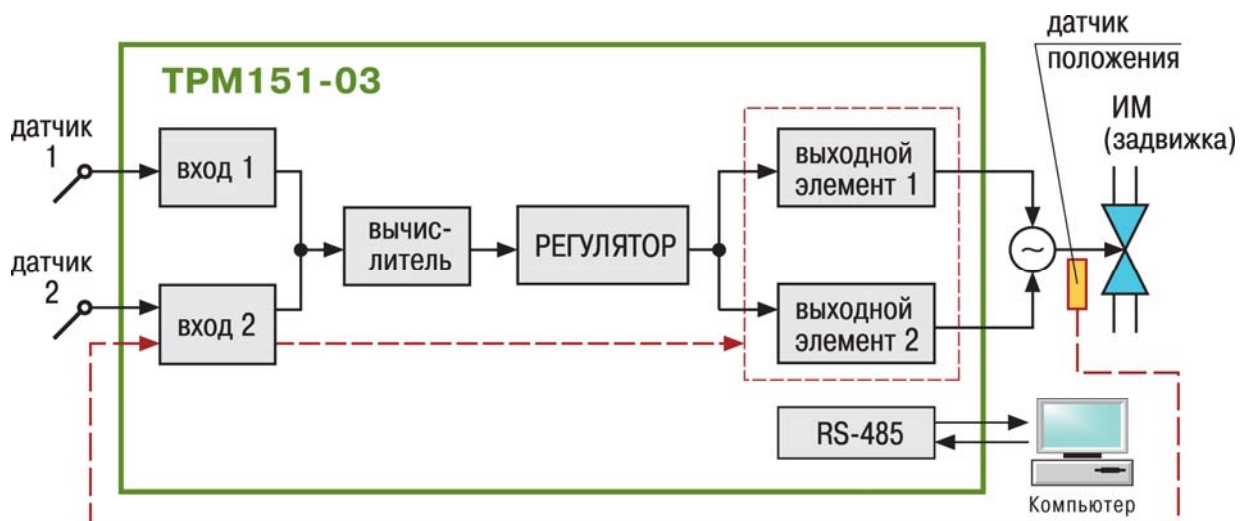 датчик
положения
ТРМ151-03
ИМ
(задвижка)
датчик
1
вход 1
выходной
элемент 1
вычис-
литель
РЕГУЛЯТОР
~
датчик
2
вход 2
выходной
элемент 2
RS-485
Компьютер